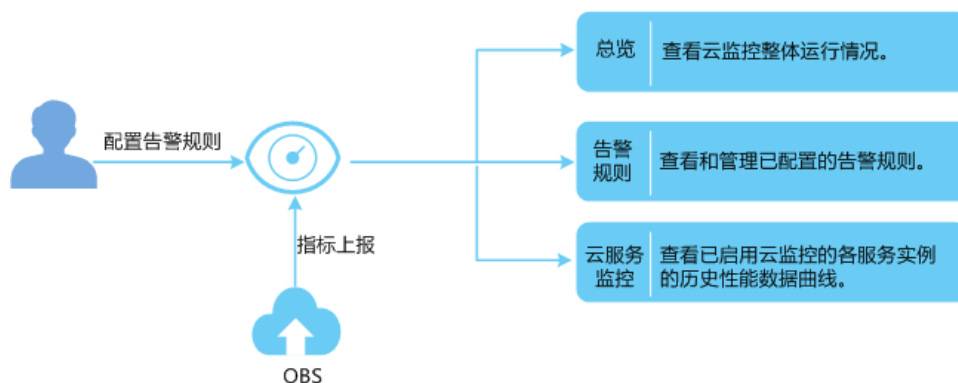 总览
查看云监控整体运行情况。
配置告警规则
告警
规则
查看和管理已配置的告警规则。
指标上报
云服务
监控
查看已启用云监控的各服务实例
的历史性能数据曲线。
OBS